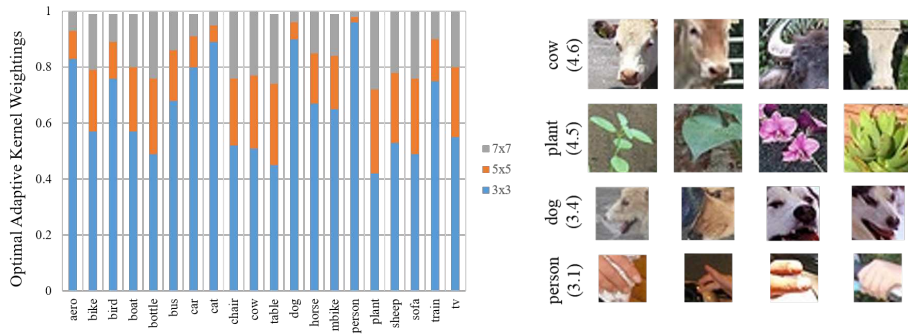 Optimal Adaptive Kernel Weightings
1
0.8
0.6
0.4
0.2
0
aero
bike
bird
boat
bottle
bus
car
cat
chair
cow
table
dog
horse
mbike
person
plant
sheep
sofa
train
tv
7x7
5x5
3x3
cow
(4.6)
plant
(4.5)
dog
(3.4)
person
(3.1)